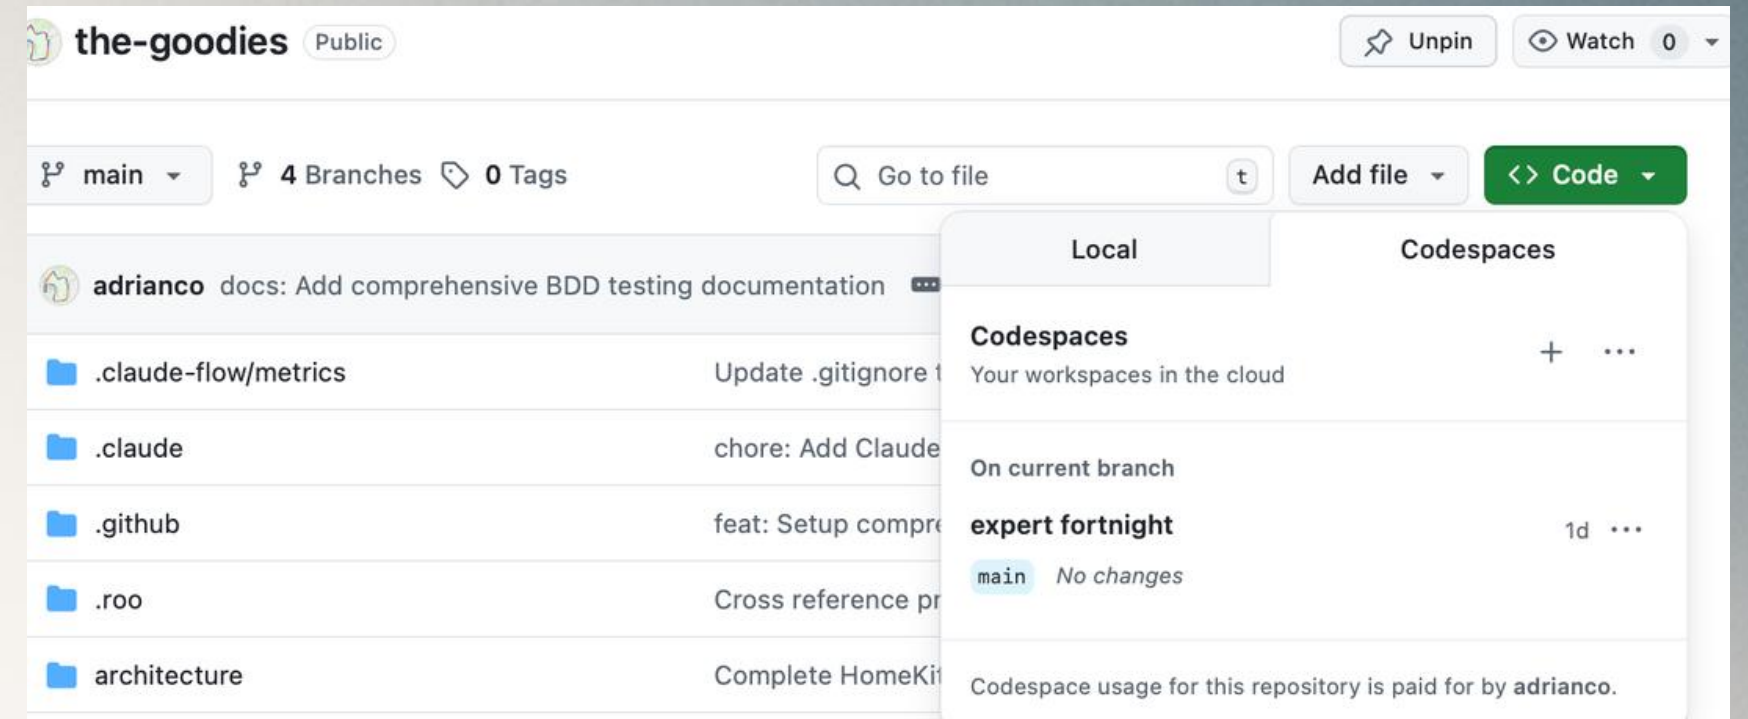 the-goodies Public Unpin Watch 0
main 4 Branches 0 Tags Go to file t Add file Code
Local Codespaces
adrianco docs: Add comprehensive BDD testing documentation
Codespaces
Your workspaces in the cloud
.claude-flow/metrics Update .gitignore
.claude chore: Add Claude
On current branch
.github feat: Setup
expert fortnight 1d
main No changes
.roo Cross reference
architecture Complete
Codespace usage for this repository is paid for by adrianco.